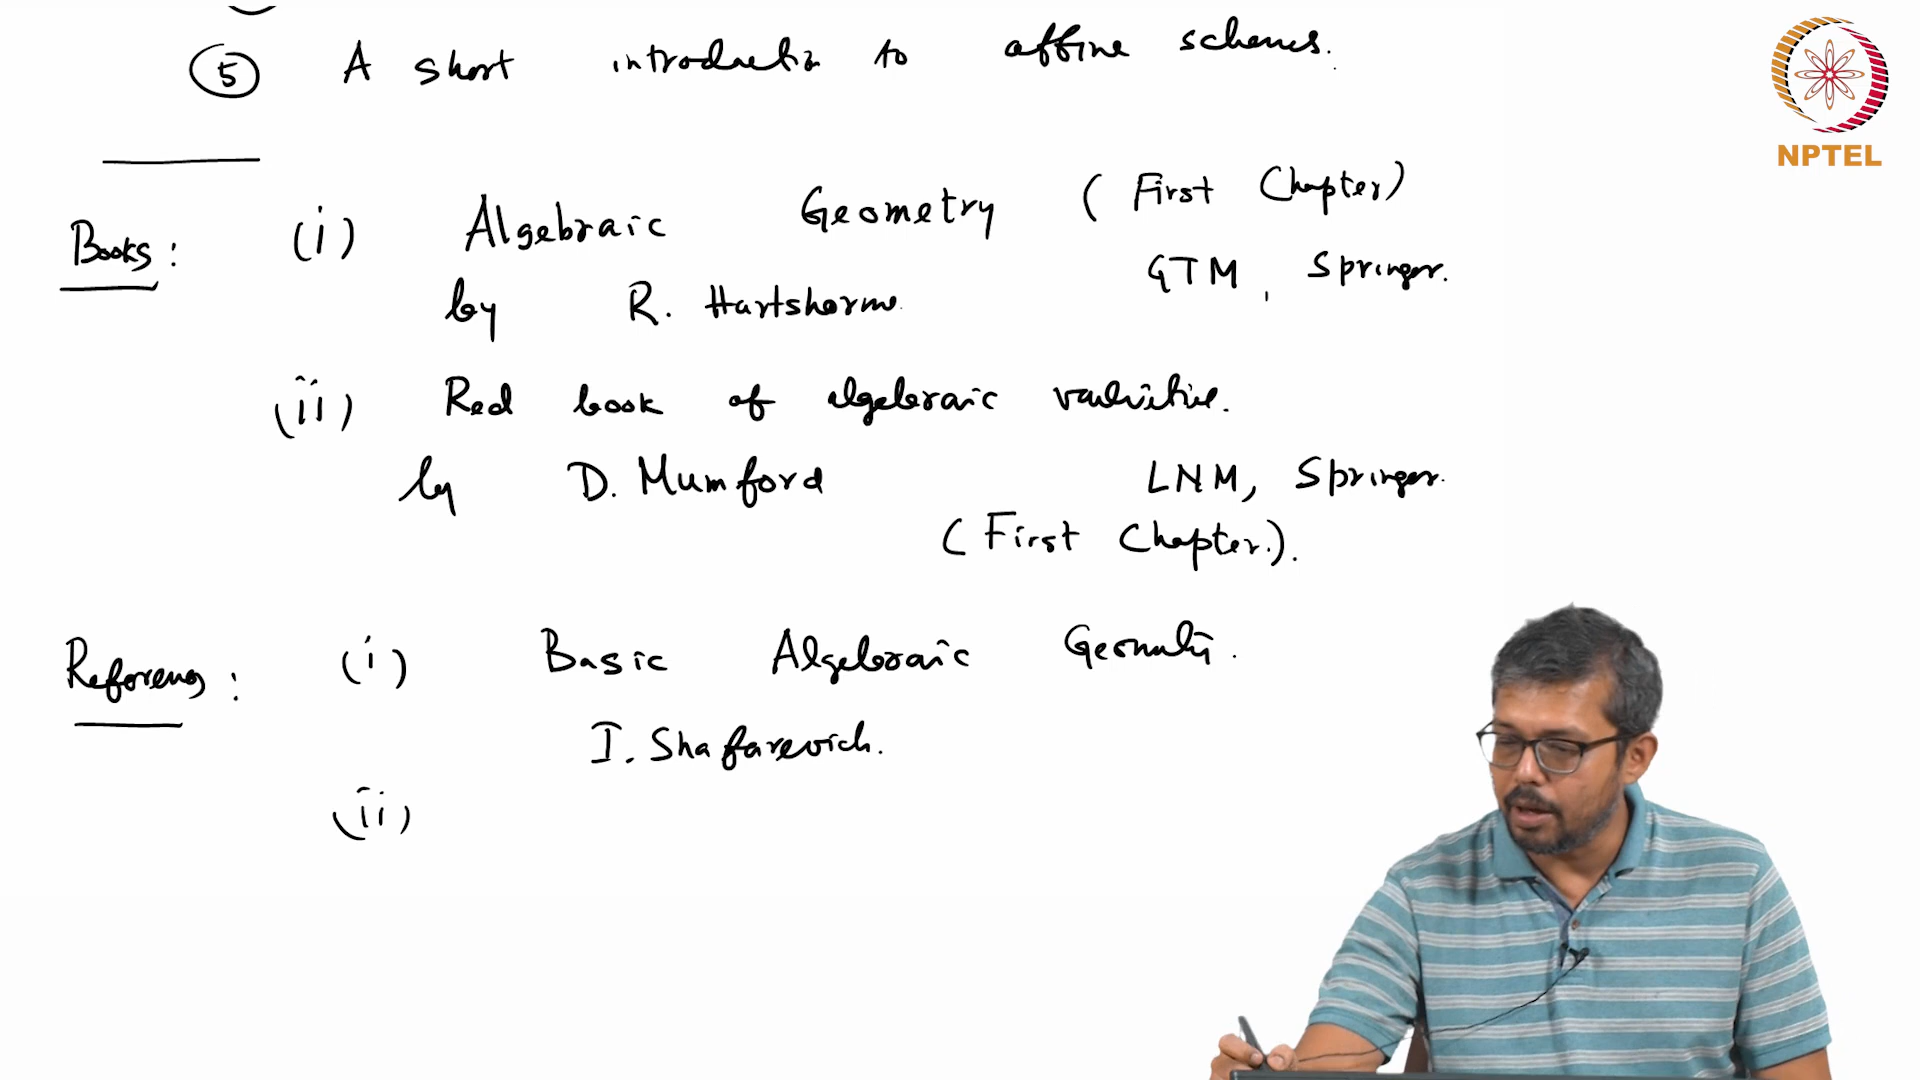 5 A short introduction to affine schemes.
NPTEL
Books: (i) Algebraic Geometry (First Chapter)
by R. Hartshorne. GTM, Springer.
(ii) Red book of algebraic varieties.
by D. Mumford LNM, Springer.
(First Chapter.).
References: (i) Basic Algebraic Geometry.
I. Shafarevich.
(ii)